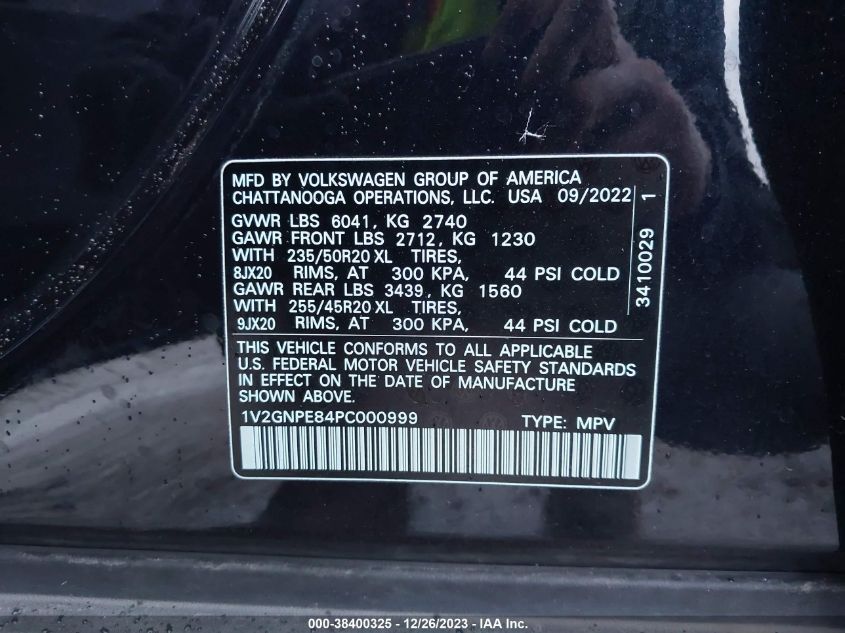 MFD BY VOLKSWAGEN GROUP OF AMERICA
CHATTANOOGA OPERATIONS, LLC. USA 09/2022
GVWR LBS 6041, KG 2740
GAWR FRONT LBS 2712, KG 1230
WITH 235/50R20 XL TIRES,
8JX20 RIMS, AT 300 KPA, 44 PSI COLD
GAWR REAR LBS 3439, KG 1560
WITH 255/45R20 XL TIRES,
9JX20 RIMS, AT 300 KPA, 44 PSI COLD
3410029 1
THIS VEHICLE CONFORMS TO ALL APPLICABLE
U.S. FEDERAL MOTOR VEHICLE SAFETY STANDARDS
IN EFFECT ON THE DATE OF MANUFACTURE
SHOWN ABOVE.
1V2GNPE84PC000999 TYPE: MPV
000-38400325 - 12/26/2023 - IAA Inc.